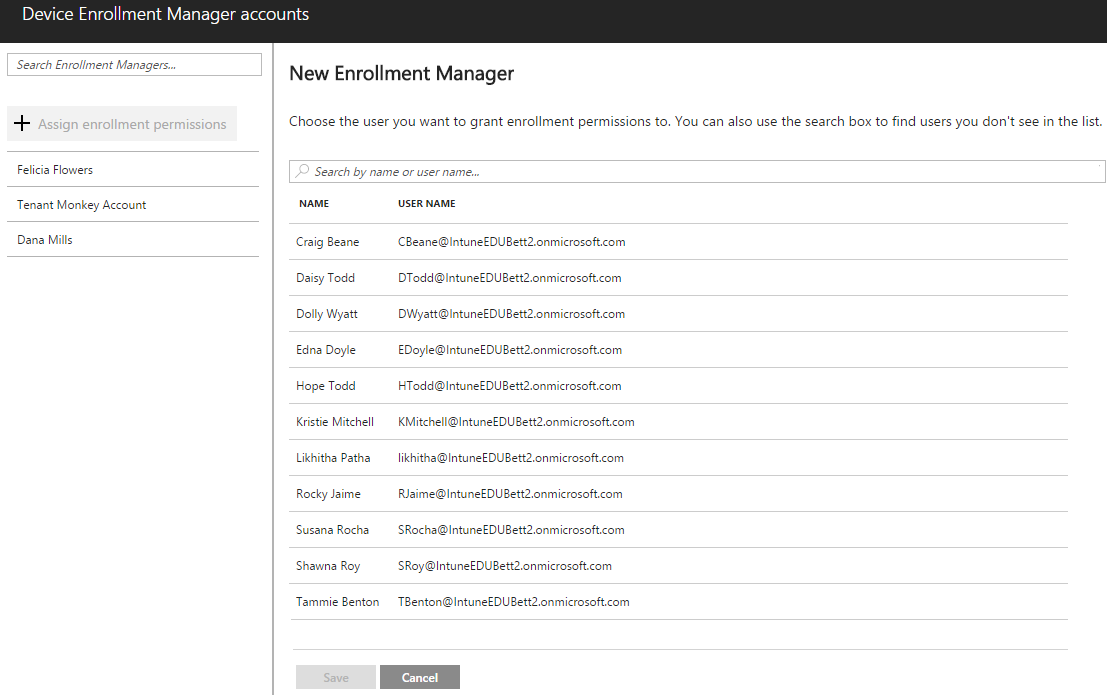 Device Enrollment Manager accounts
Search Enrollment Managers...
Assign enrollment permissions
Felicia Flowers
Tenant Monkey Account
Dana Mills
New Enrollment Manager
Choose the user you want to grant enrollment permissions to. You can also use the search box to find users you don't see in the list.
Search by name or user name...
NAME USER NAME
Craig Beane CBeane@IntuneEDUBett2.onmicrosoft.com
Daisy Todd DTodd@IntuneEDUBett2.onmicrosoft.com
Dolly Wyatt DWyatt@IntuneEDUBett2.onmicrosoft.com
Edna Doyle EDoyle@IntuneEDUBett2.onmicrosoft.com
Hope Todd HTodd@IntuneEDUBett2.onmicrosoft.com
Kristie Mitchell KMitchell@IntuneEDUBett2.onmicrosoft.com
Likhitha Patha likhitha@IntuneEDUBett2.onmicrosoft.com
Rocky Jaime RJaime@IntuneEDUBett2.onmicrosoft.com
Susana Rocha SRocha@IntuneEDUBett2.onmicrosoft.com
Shawna Roy SRoy@IntuneEDUBett2.onmicrosoft.com
Tammie Benton TBenton@IntuneEDUBett2.onmicrosoft.com
Save Cancel